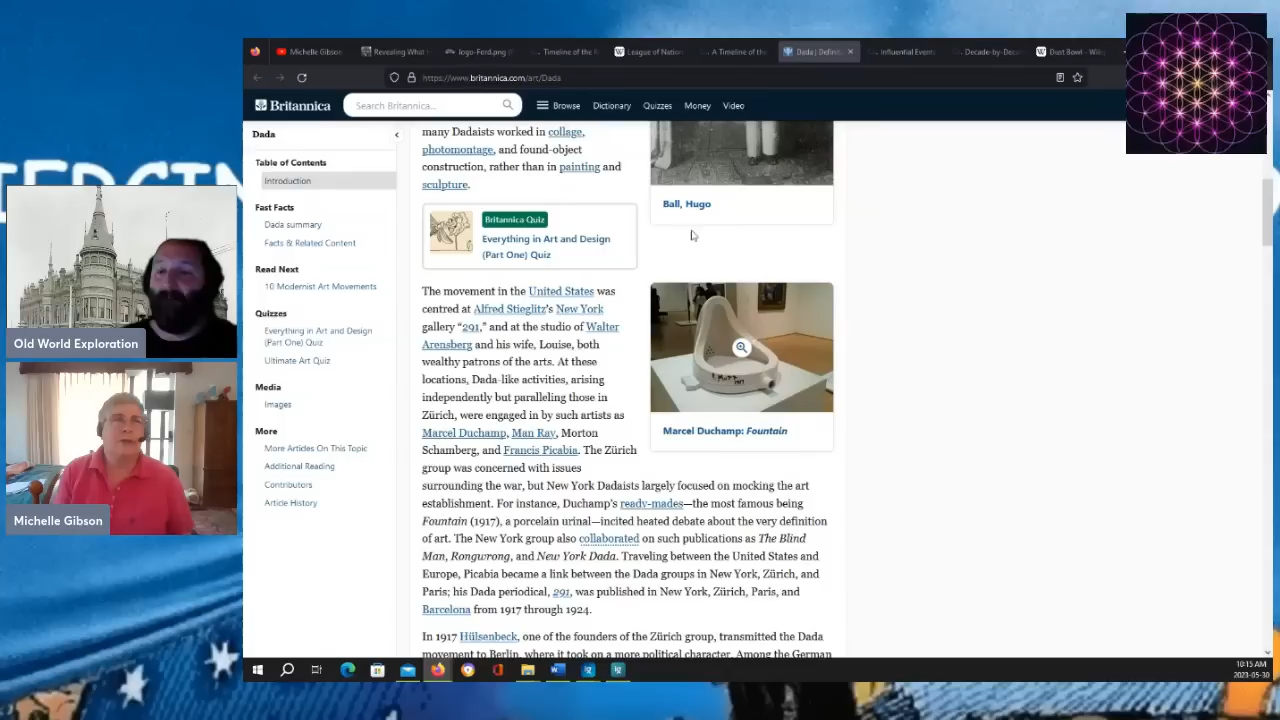 Michelle Gibson
Revealing What
logo-Ford.png (
Timeline of the R
League of Nation
A Timeline of the
Dada | Definit
Influential Event
Decade-by-Deca
Dust Bowl - Wiki
https://www.britannica.com/art/Dada
Britannica
Search Britannica...
Browse
Dictionary
Quizzes
Money
Video
Dada
Table of Contents
Introduction
Fast Facts
Dada summary
Facts & Related Content
Read Next
10 Modernist Art Movements
Quizzes
Everything in Art and Design
(Part One) Quiz
Ultimate Art Quiz
Media
Images
More
More Articles On This Topic
Additional Reading
Contributors
Article History
many Dadaists worked in collage,
photomontage, and found-object
construction, rather than in painting and
sculpture.
Britannica Quiz
Everything in Art and Design
(Part One) Quiz
Ball, Hugo
Marcel Duchamp: Fountain
The movement in the United States was
centred at Alfred Stieglitz's New York
gallery “291,” and at the studio of Walter
Arensberg and his wife, Louise, both
wealthy patrons of the arts. At these
locations, Dada-like activities, arising
independently but paralleling those in
Zürich, were engaged in by such artists as
Marcel Duchamp, Man Ray, Morton
Schamberg, and Francis Picabia. The Zürich
group was concerned with issues
surrounding the war, but New York Dadaists largely focused on mocking the art
establishment. For instance, Duchamp's ready-mades—the most famous being
Fountain (1917), a porcelain urinal—incited heated debate about the very definition
of art. The New York group also collaborated on such publications as The Blind
Man, Rongwrong, and New York Dada. Traveling between the United States and
Europe, Picabia became a link between the Dada groups in New York, Zürich, and
Paris; his Dada periodical, 291, was published in New York, Zürich, Paris, and
Barcelona from 1917 through 1924.
In 1917 Hülsenbeck, one of the founders of the Zürich group, transmitted the Dada
movement to Berlin, where it took on a more political character. Among the German
Old World Exploration
Michelle Gibson
10:15 AM
2023-05-30